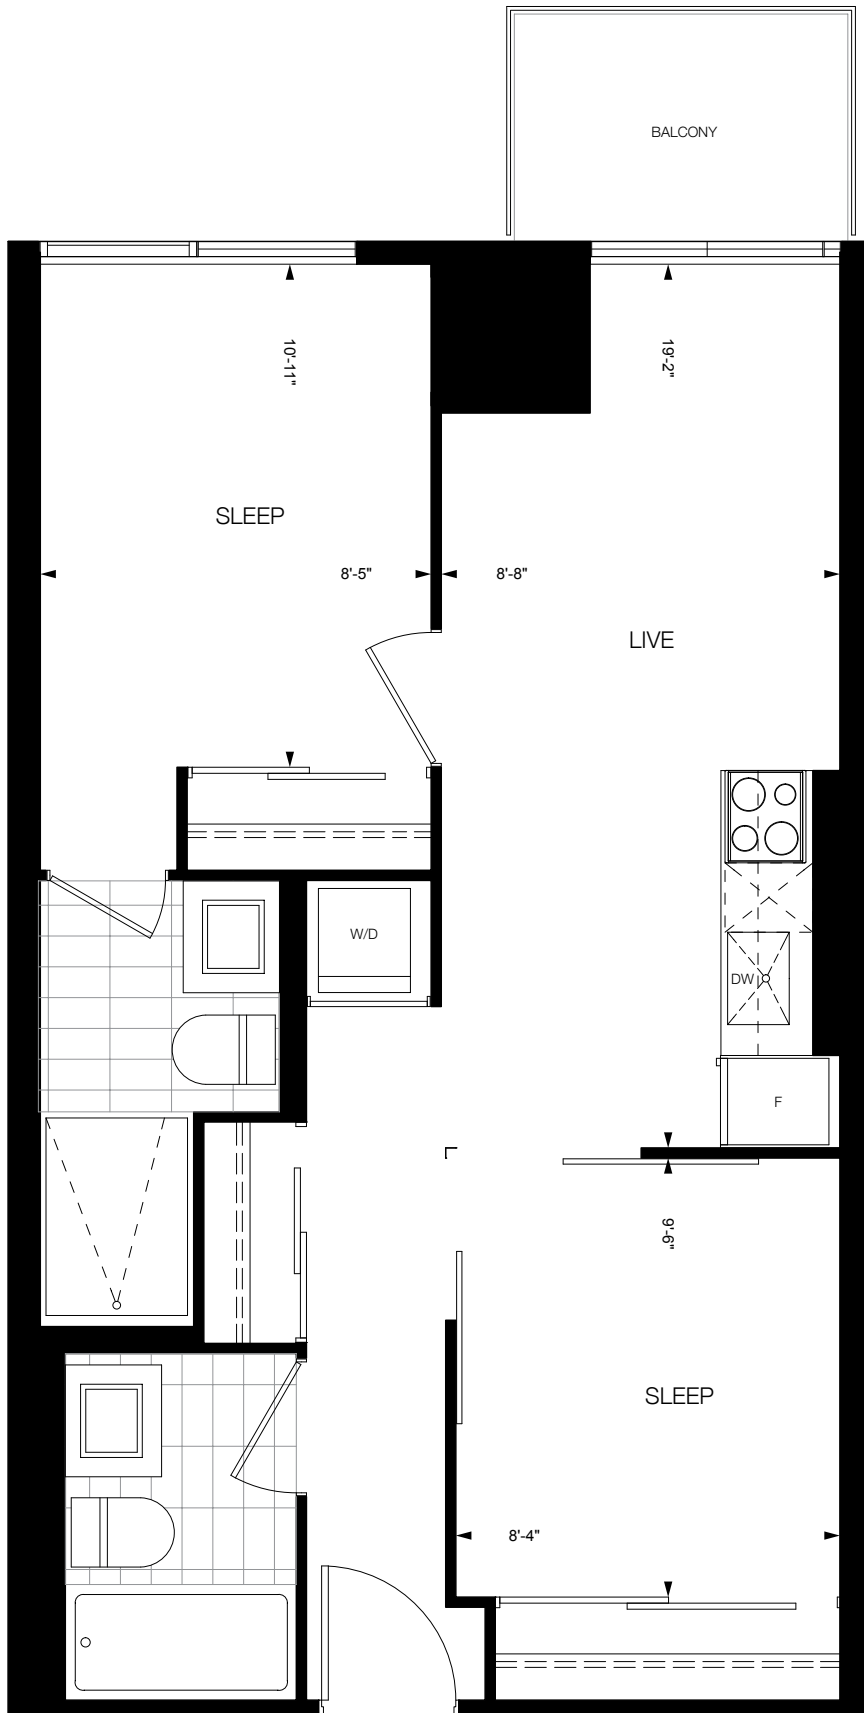 BALCONY
10'-11"
19'-2"
SLEEP
8'-5"
8'-8"
LIVE
W/D
DW
F
9'-6"
SLEEP
8'-4"